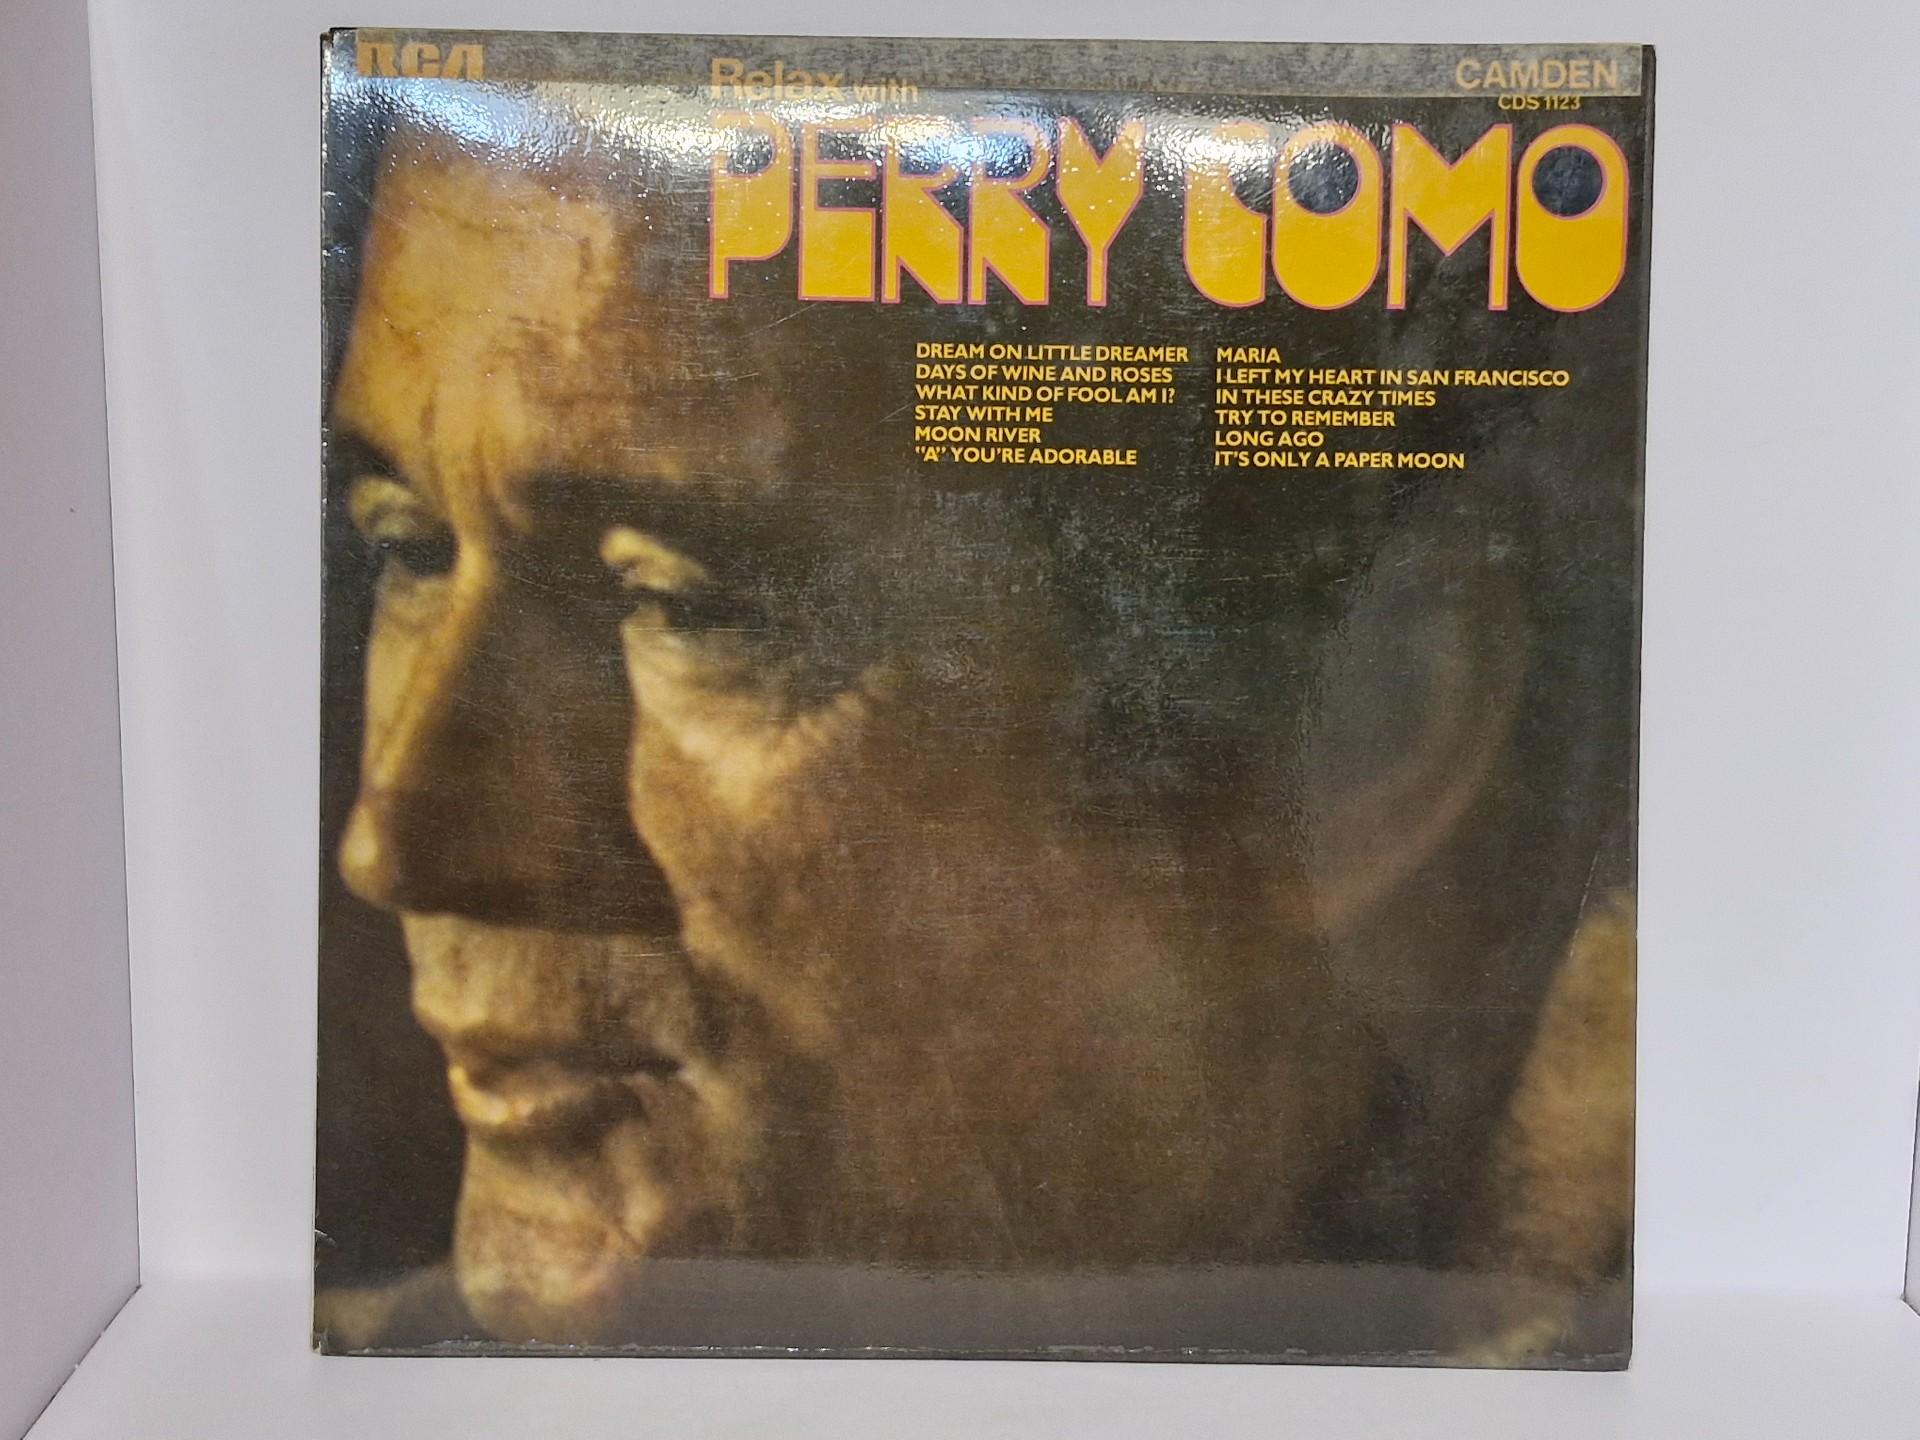 RCA
Relax with
CAMDEN
CDS 1123
PERRY COMO
DREAM ON LITTLE DREAMER
DAYS OF WINE AND ROSES
WHAT KIND OF FOOL AM I?
STAY WITH ME
MOON RIVER
"A" YOU'RE ADORABLE
MARIA
I LEFT MY HEART IN SAN FRANCISCO
IN THESE CRAZY TIMES
TRY TO REMEMBER
LONG AGO
IT'S ONLY A PAPER MOON